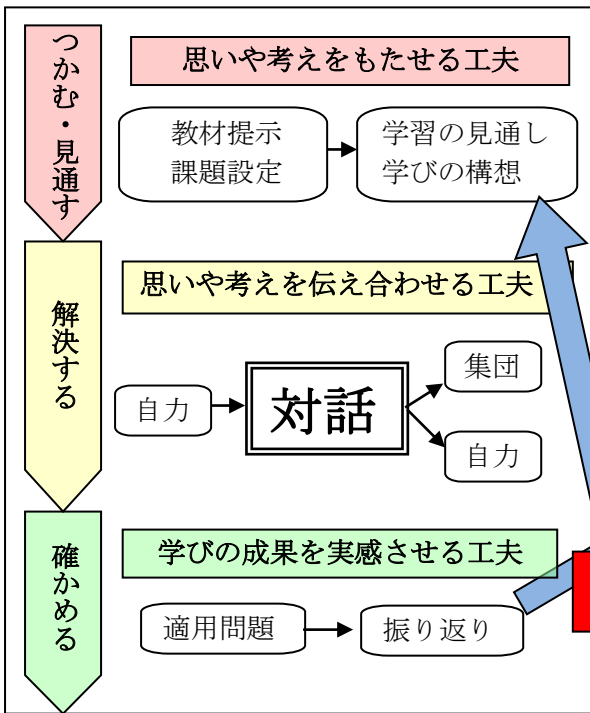 つかむ・見通す
思いや考えをもたせる工夫
教材提示
課題設定
学習の見通し
学びの構想
解決する
思いや考えを伝え合わせる工夫
自力
対話
集団
自力
確かめる
学びの成果を実感させる工夫
適用問題
振り返り